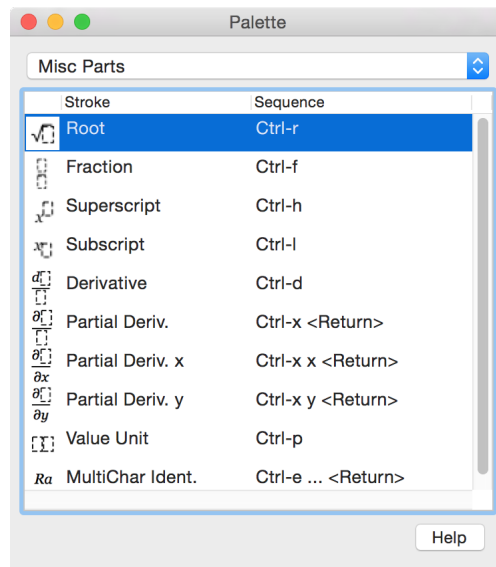 Palette
Misc Parts
Stroke Sequence
Root Ctrl-r
Fraction Ctrl-f
x Superscript Ctrl-h
x Subscript Ctrl-l
d Derivative Ctrl-d
∂ Partial Deriv. Ctrl-x <Return>
∂ ∂x Partial Deriv. x Ctrl-x x <Return>
∂ ∂y Partial Deriv. y Ctrl-x y <Return>
Value Unit Ctrl-p
Ra MultiChar Ident. Ctrl-e ... <Return>
Help